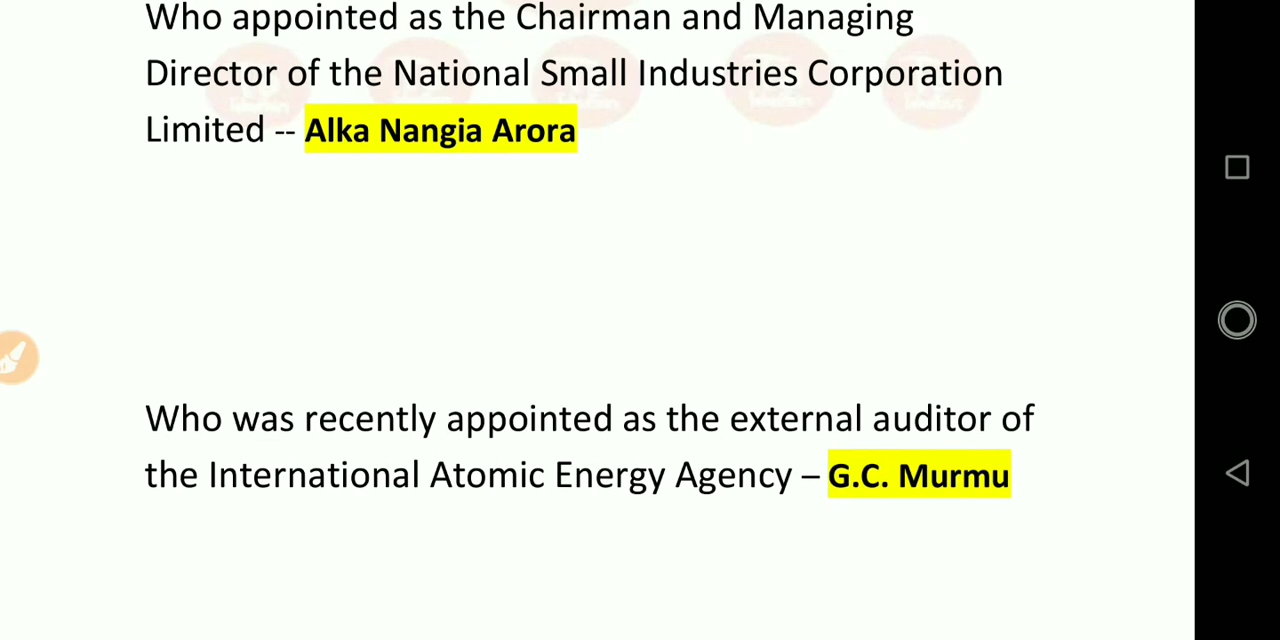 Who appointed as the Chairman and Managing
Director of the National Small Industries Corporation
Limited -- Alka Nangia Arora
Who was recently appointed as the external auditor of
the International Atomic Energy Agency – G.C. Murmu